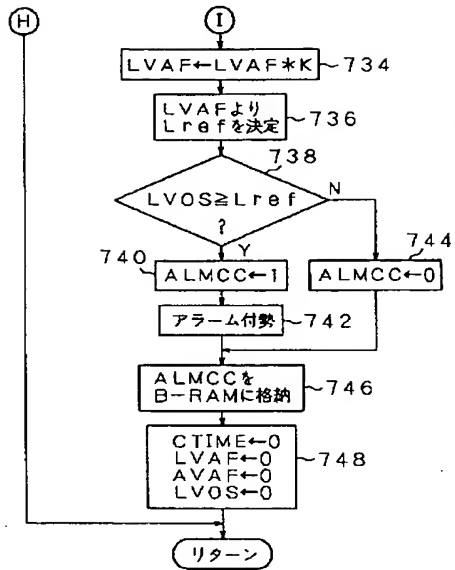 H
I
LVAF←LVAF*K
734
LVAFより
Lrefを決定
736
738
LVOS≧Lref
?
N
Y
740
ALMCC←1
744
ALMCC←0
アラーム付勢
742
ALMCCを
B-RAMに格納
746
CTIME←0
LVAF←0
AVAF←0
LVOS←0
748
リターン